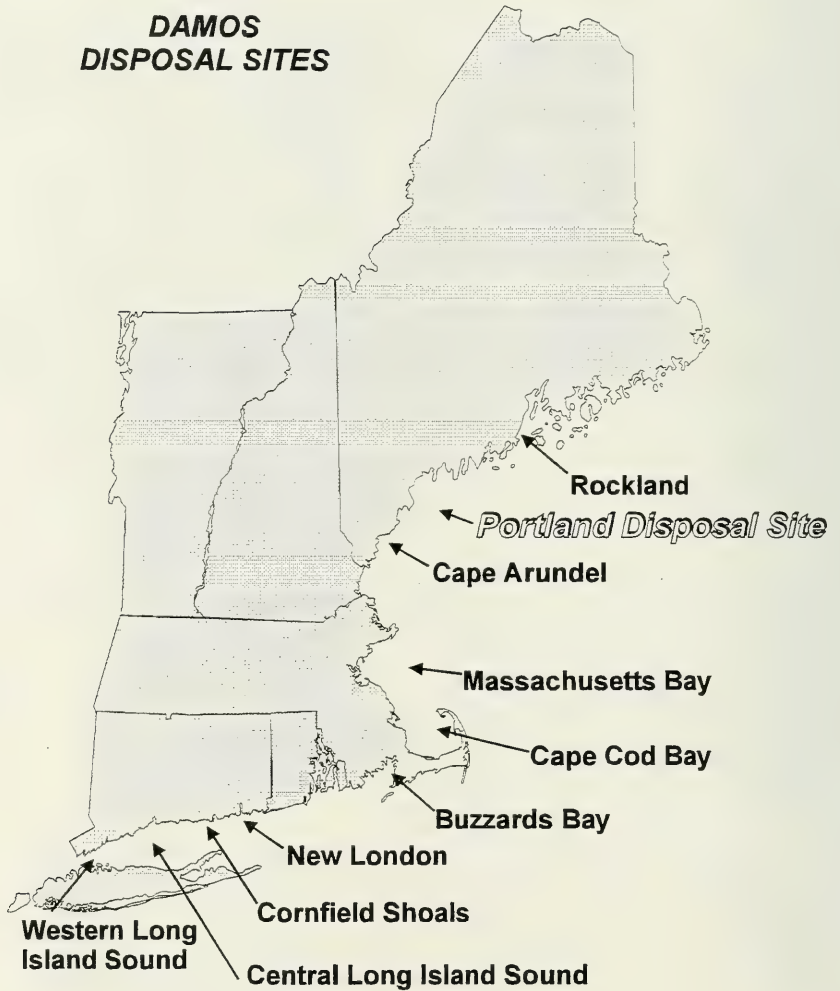 DAMOS
DISPOSAL SITES
Rockland
Portland Disposal Site
Cape Arundel
Massachusetts Bay
Cape Cod Bay
Buzzards Bay
New London
Cornfield Shoals
Western Long
Island Sound
Central Long Island Sound